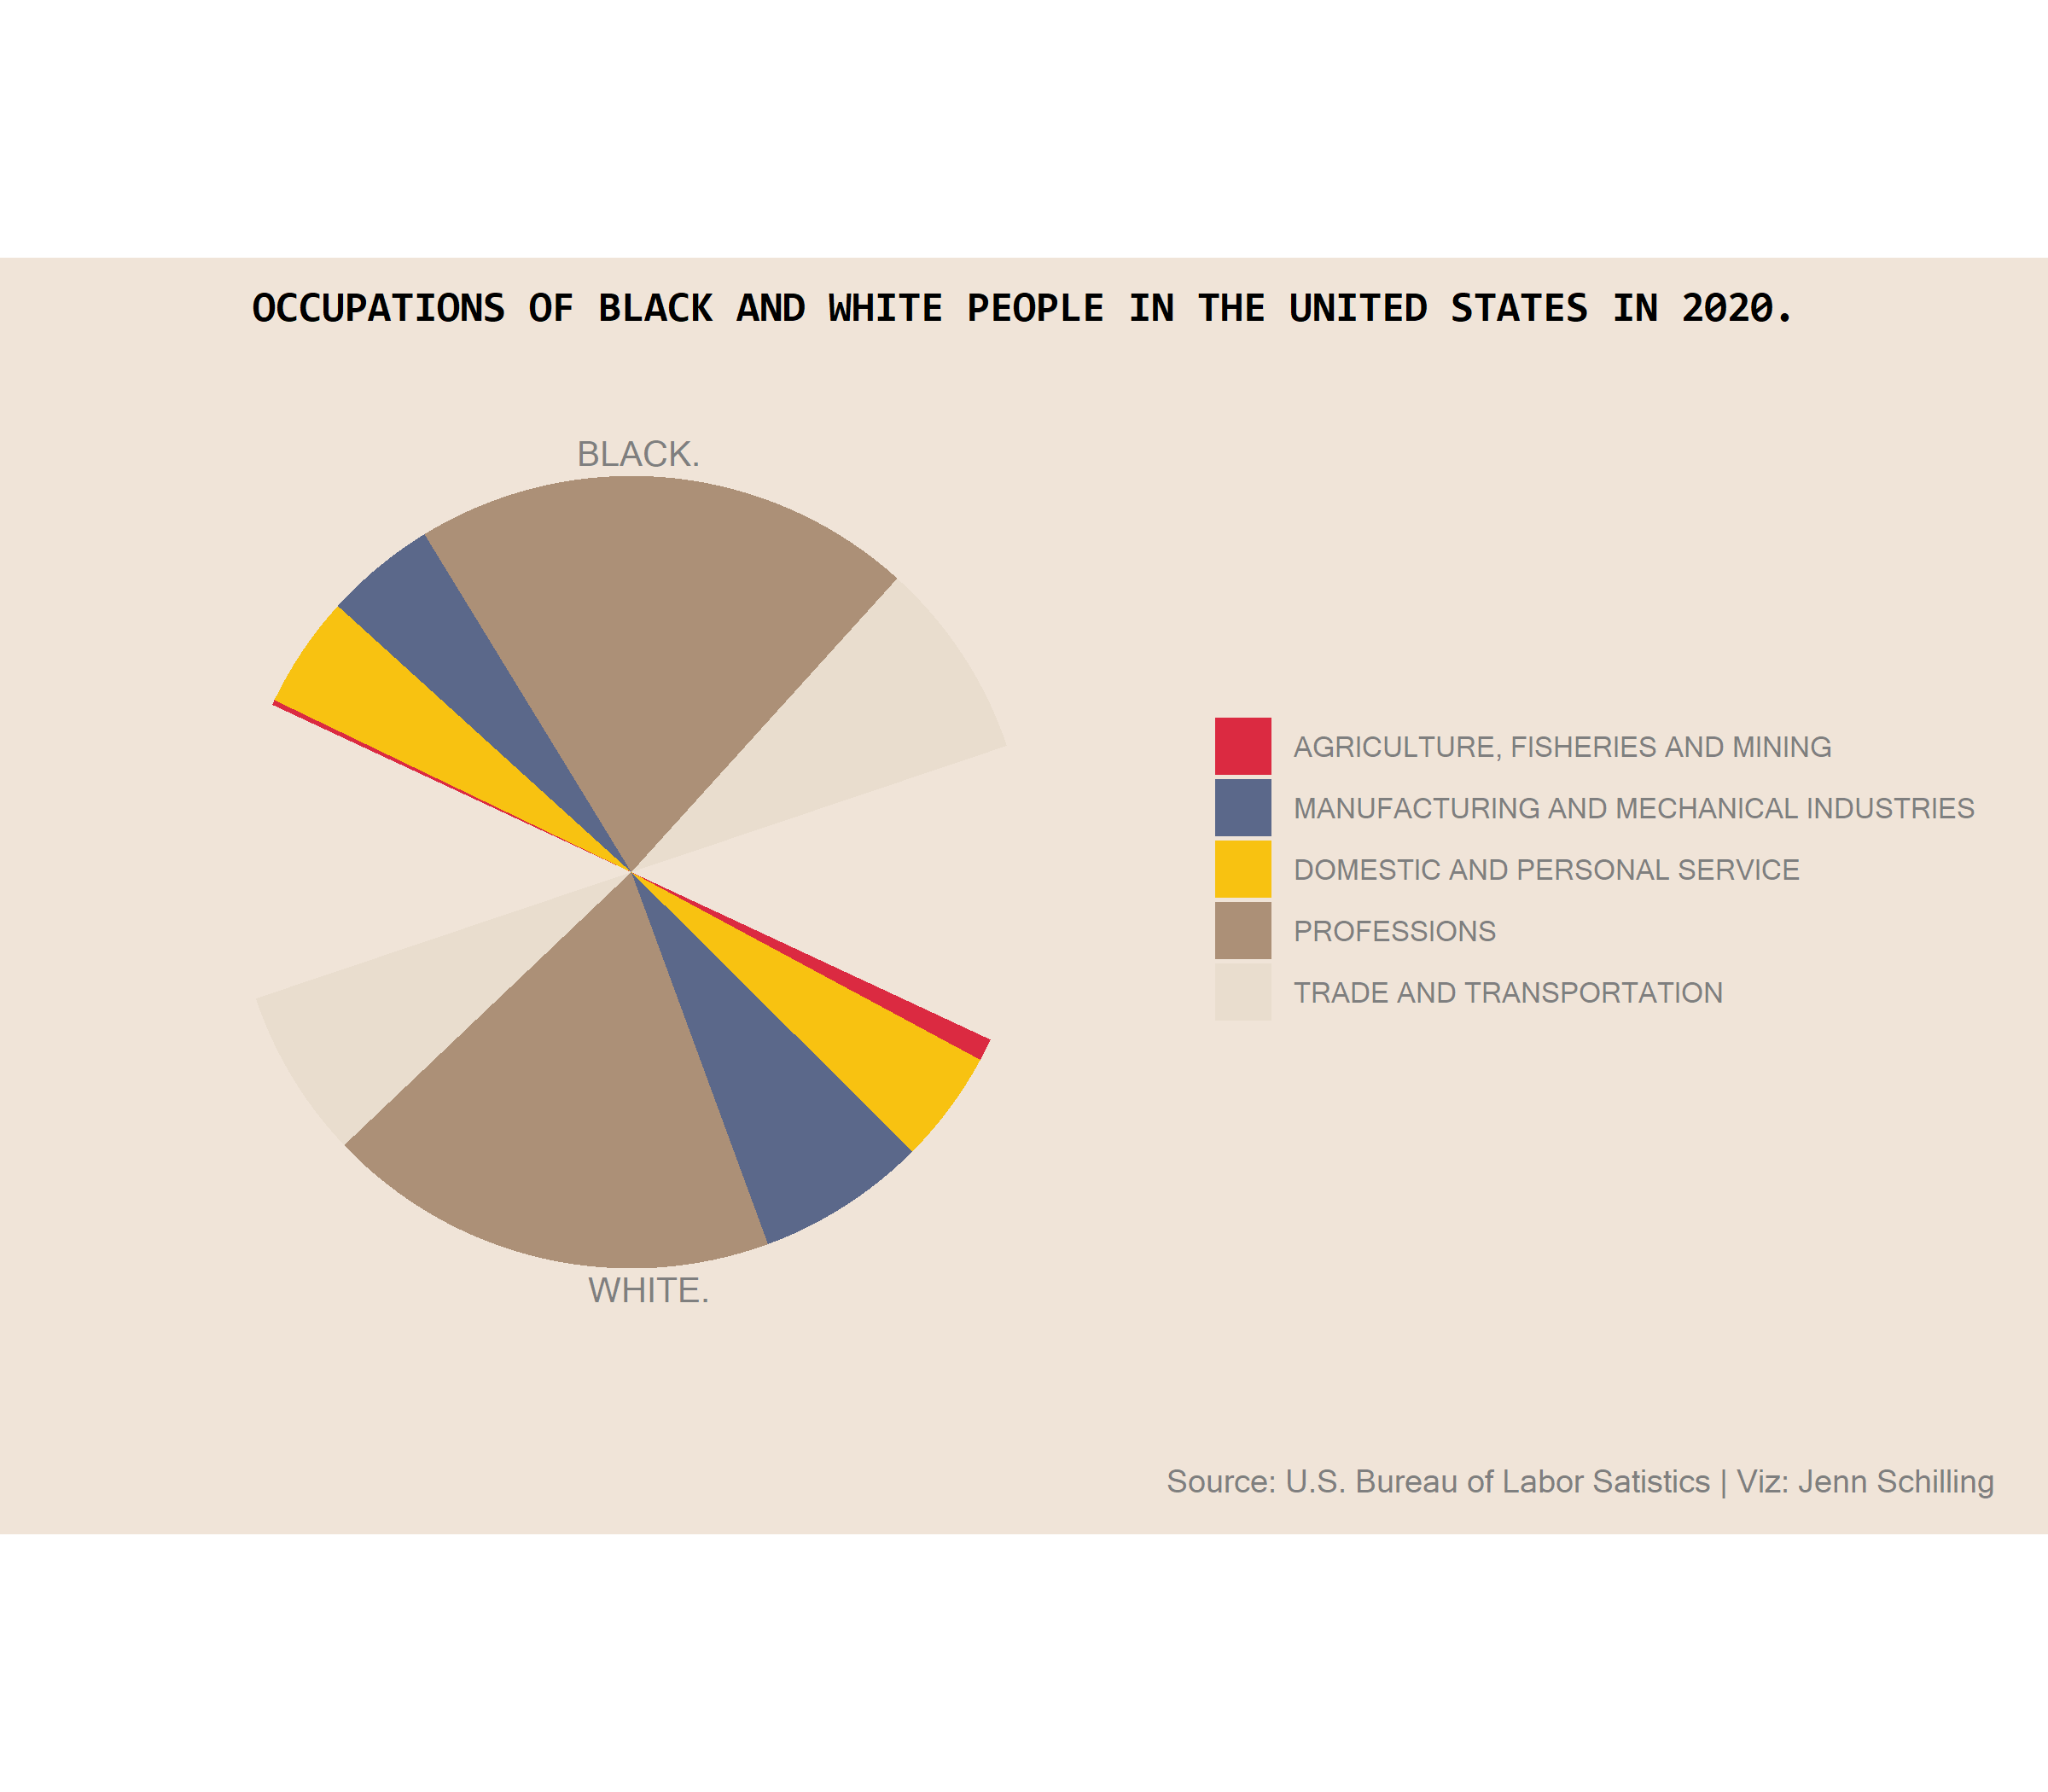 OCCUPATIONS OF BLACK AND WHITE PEOPLE IN THE UNITED STATES IN 2020.
BLACK.
AGRICULTURE, FISHERIES AND MINING
MANUFACTURING AND MECHANICAL INDUSTRIES
DOMESTIC AND PERSONAL SERVICE
PROFESSIONS
TRADE AND TRANSPORTATION
WHITE.
Source: U.S. Bureau of Labor Satistics | Viz: Jenn Schilling